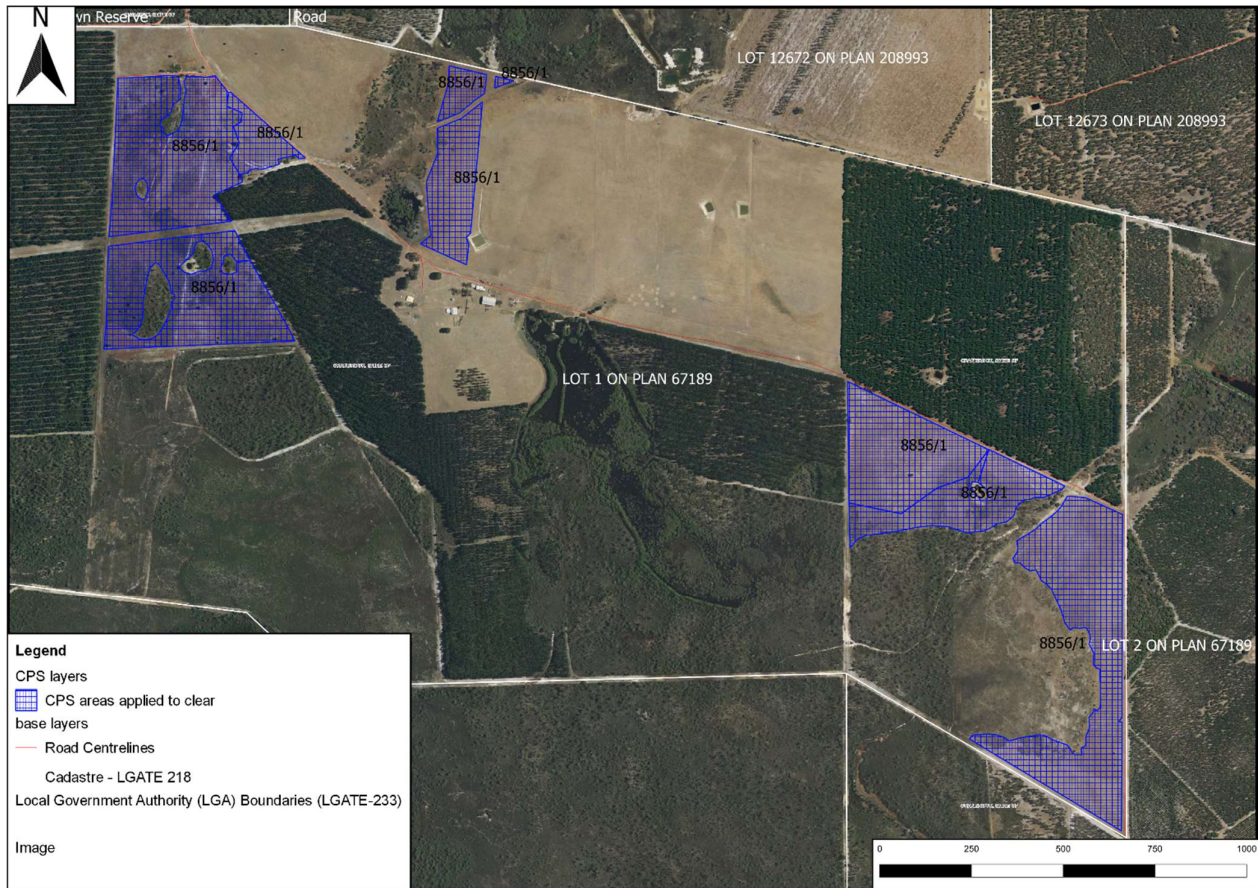 N
wn Reserve
Road
LOT 12672 ON PLAN 208993
LOT 12673 ON PLAN 208993
8856/1
8856/1
8856/1
8856/1
8856/1
8856/1
LOT 1 ON PLAN 67189
8856/1
8856/1
8856/1
LOT 2 ON PLAN 67189
Legend
CPS layers
CPS areas applied to clear
base layers
Road Centrelines
Cadastre - LGATE 218
Local Government Authority (LGA) Boundaries (LGATE-233)
Image
0 250 500 750 1000